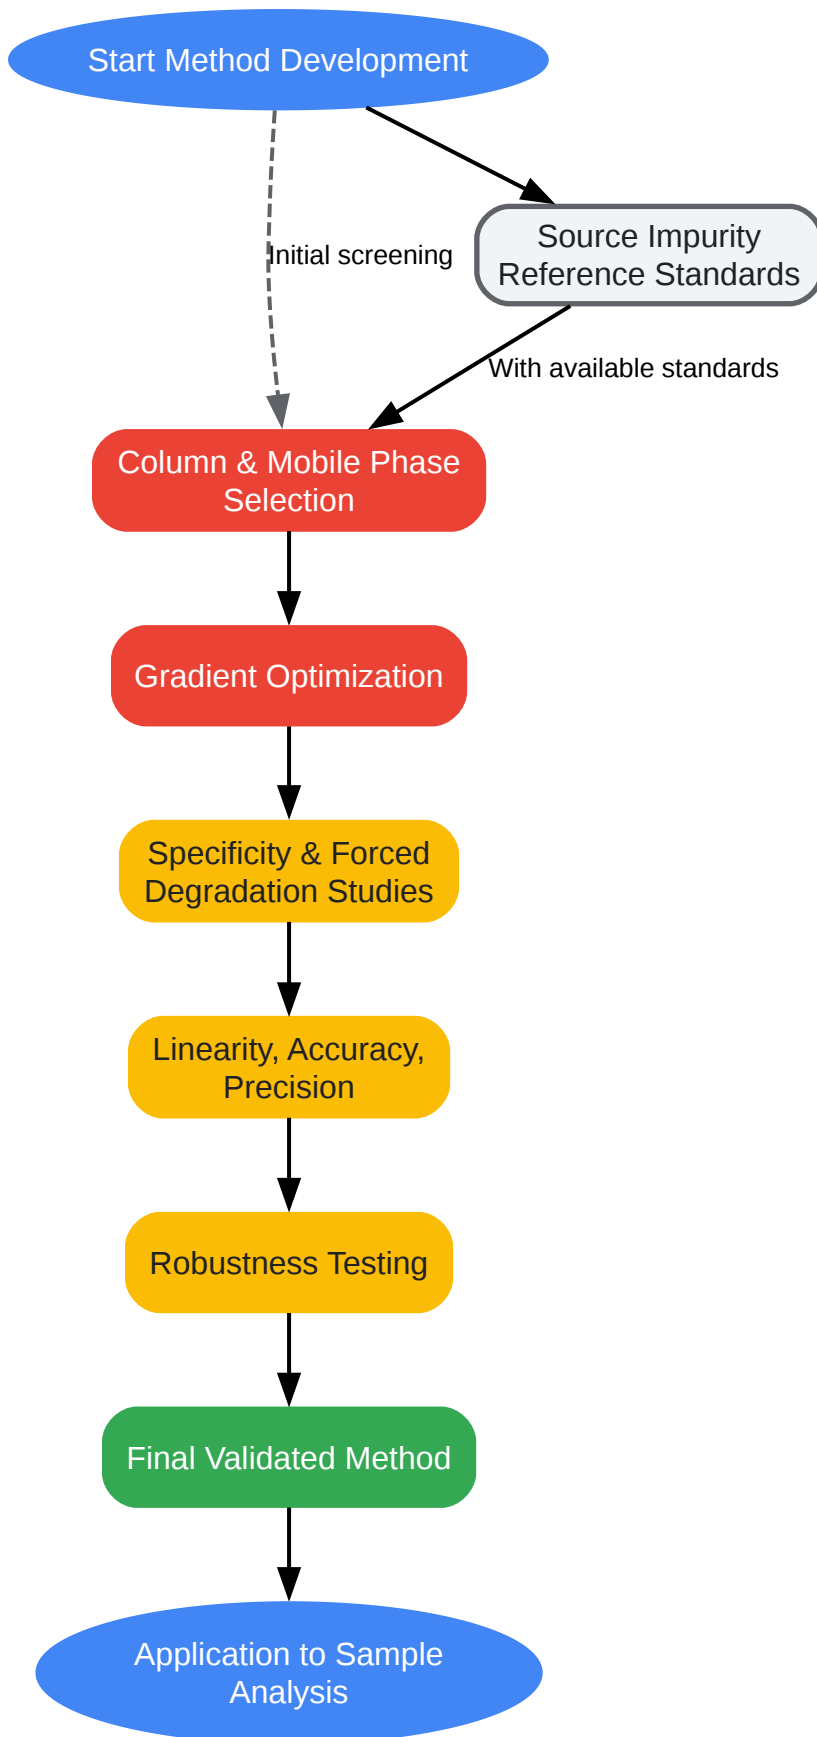 Start Method Development
Source Impurity
Reference Standards
Initial screening
With available standards
Column & Mobile Phase
Selection
Gradient Optimization
Specificity & Forced
Degradation Studies
Linearity, Accuracy,
Precision
Robustness Testing
Final Validated Method
Application to Sample
Analysis